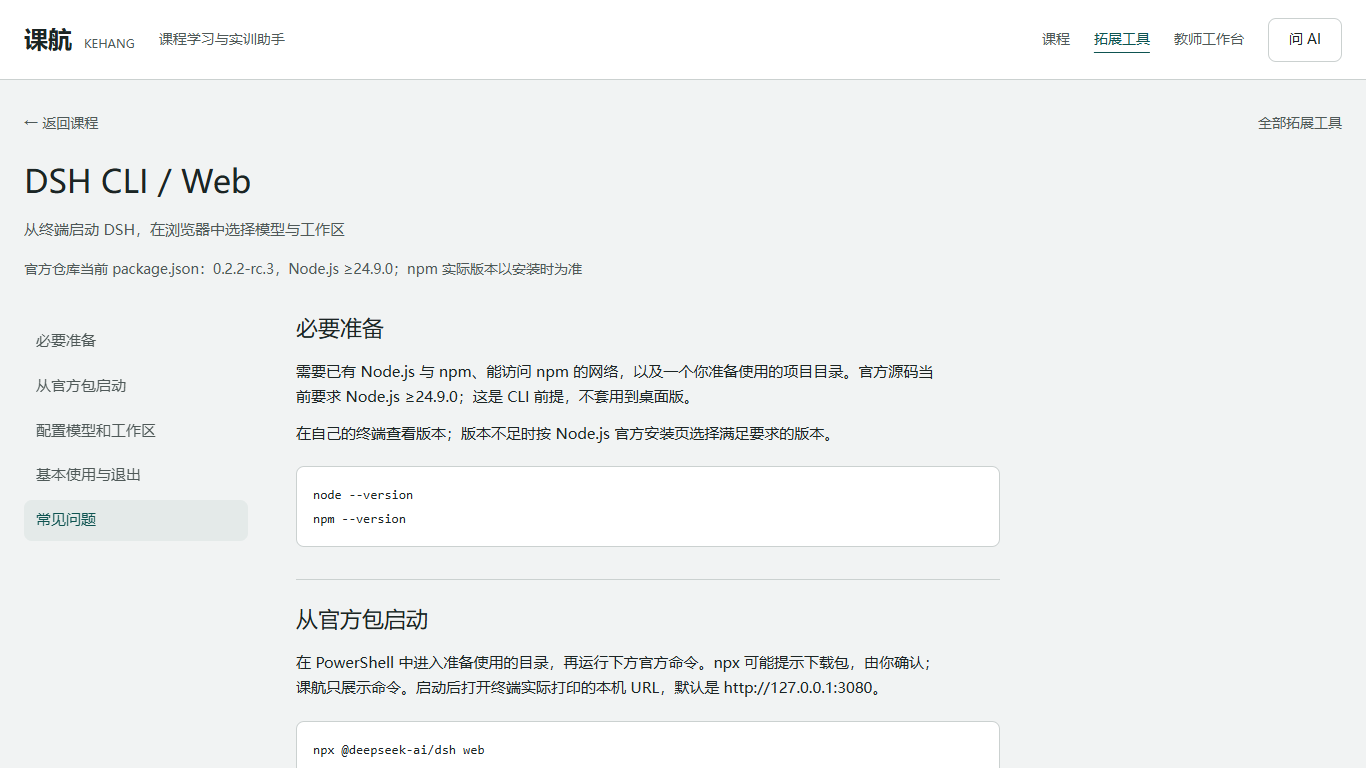 课航 KEHANG 课程学习与实训助手 课程 拓展工具 教师工作台 问 AI
← 返回课程 全部拓展工具
DSH CLI / Web
从终端启动 DSH，在浏览器中选择模型与工作区
官方仓库当前 package.json：0.2.2-rc.3，Node.js ≥24.9.0；npm 实际版本以安装时为准
必要准备
从官方包启动
配置模型和工作区
基本使用与退出
常见问题
必要准备
需要已有 Node.js 与 npm、能访问 npm 的网络，以及一个你准备使用的项目目录。官方源码当
前要求 Node.js ≥24.9.0；这是 CLI 前提，不套用到桌面版。
在自己的终端查看版本；版本不足时按 Node.js 官方安装页选择满足要求的版本。
node --version
npm --version
从官方包启动
在 PowerShell 中进入准备使用的目录，再运行下方官方命令。npx 可能提示下载包，由你确认；
课航只展示命令。启动后打开终端实际打印的本机 URL，默认是 http://127.0.0.1:3080。
npx @deepseek-ai/dsh web